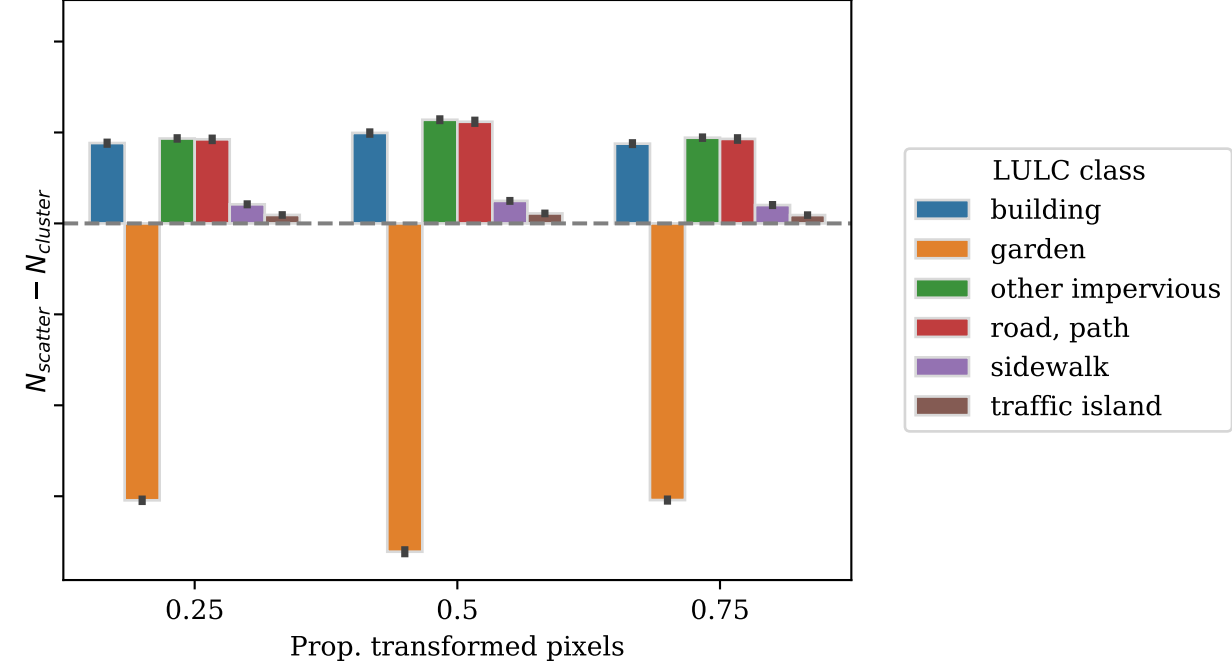 N_scatter − N_cluster
0.25
0.5
0.75
Prop. transformed pixels
LULC class
building
garden
other impervious
road, path
sidewalk
traffic island